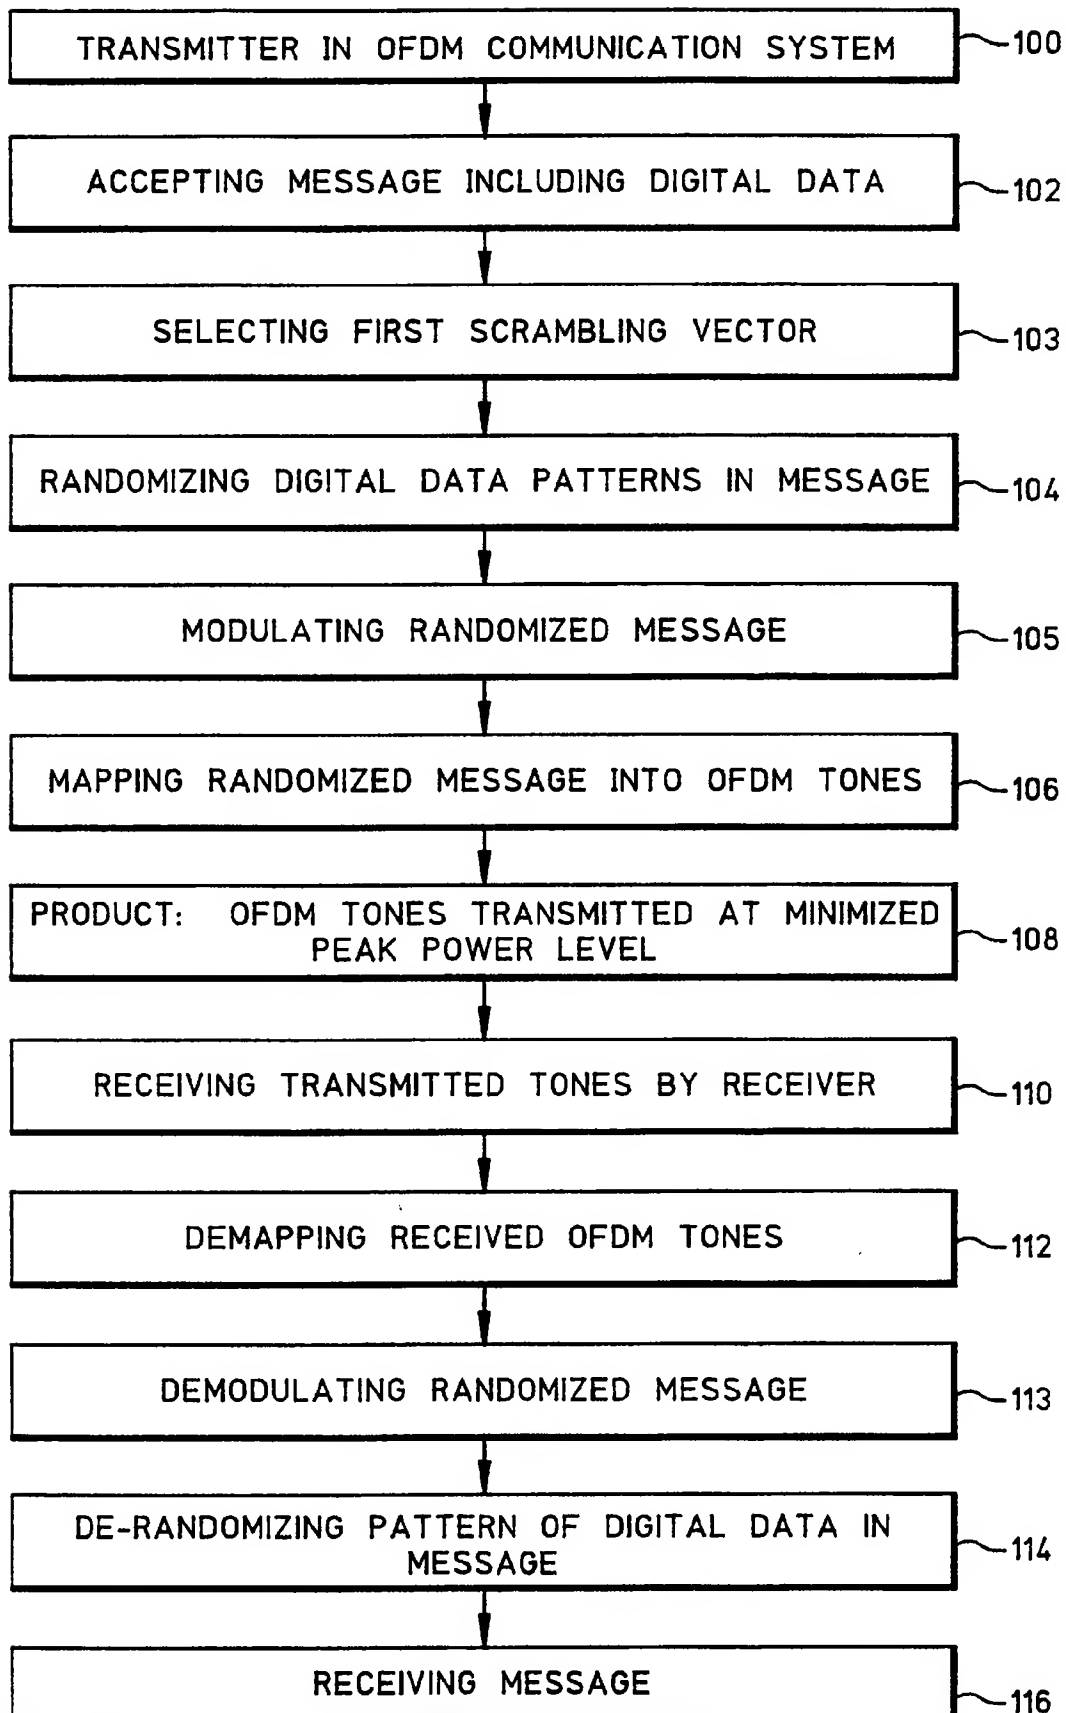 TRANSMITTER IN OFDM COMMUNICATION SYSTEM 100
ACCEPTING MESSAGE INCLUDING DIGITAL DATA 102
SELECTING FIRST SCRAMBLING VECTOR 103
RANDOMIZING DIGITAL DATA PATTERNS IN MESSAGE 104
MODULATING RANDOMIZED MESSAGE 105
MAPPING RANDOMIZED MESSAGE INTO OFDM TONES 106
PRODUCT: OFDM TONES TRANSMITTED AT MINIMIZED
PEAK POWER LEVEL 108
RECEIVING TRANSMITTED TONES BY RECEIVER 110
DEMAPPING RECEIVED OFDM TONES 112
DEMODULATING RANDOMIZED MESSAGE 113
DE-RANDOMIZING PATTERN OF DIGITAL DATA IN
MESSAGE 114
RECEIVING MESSAGE 116